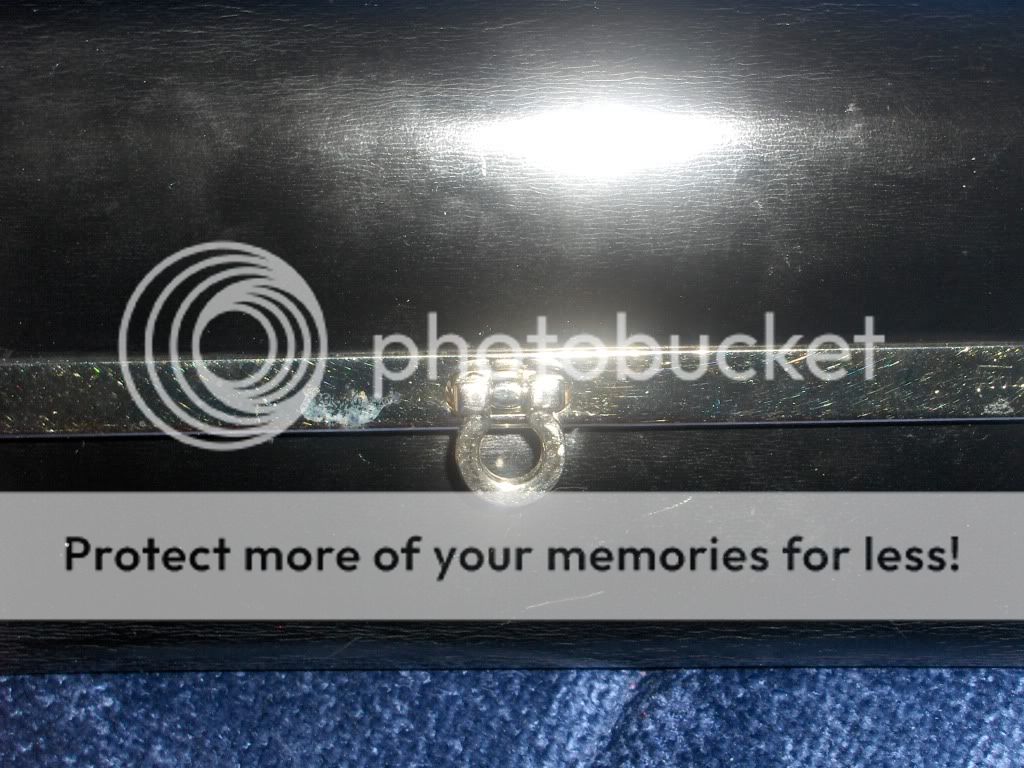 photobucket
Protect more of your memories for less!